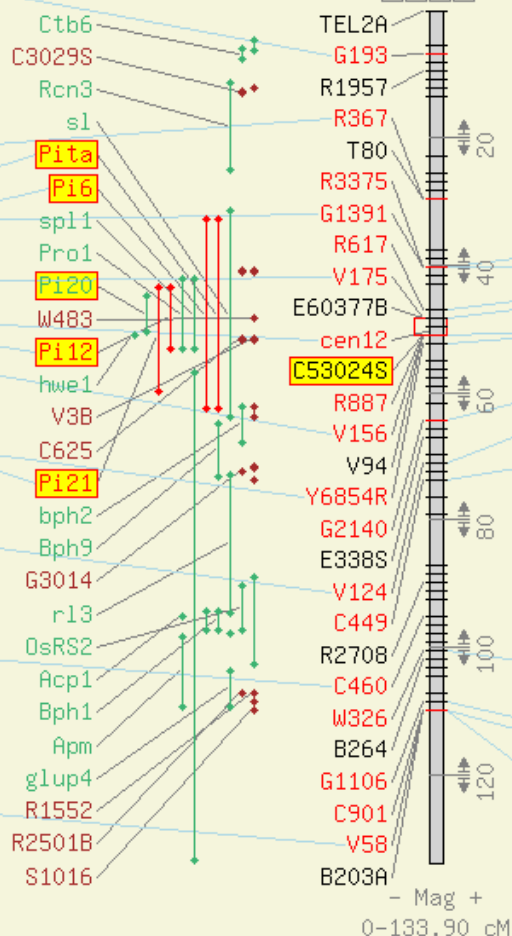 Ctb6
C3029S
Rcn3
sl
Pita
Pi6
spl1
Pro1
Pi20
W483
Pi12
hwe1
V3B
C625
Pi21
bph2
Bph9
G3014
rl3
OsRS2
Acp1
Bph1
Apm
glup4
R1552
R2501B
S1016
TEL2A
G193
R1957
R367
T80
R3375
G1391
R617
V175
E60377B
cen12
C53024S
R887
V156
V94
Y6854R
G2140
E338S
V124
C449
R2708
C460
W326
B264
G1106
C901
V58
B203A
20
40
60
80
100
120
- Mag +
0-133.90 cM